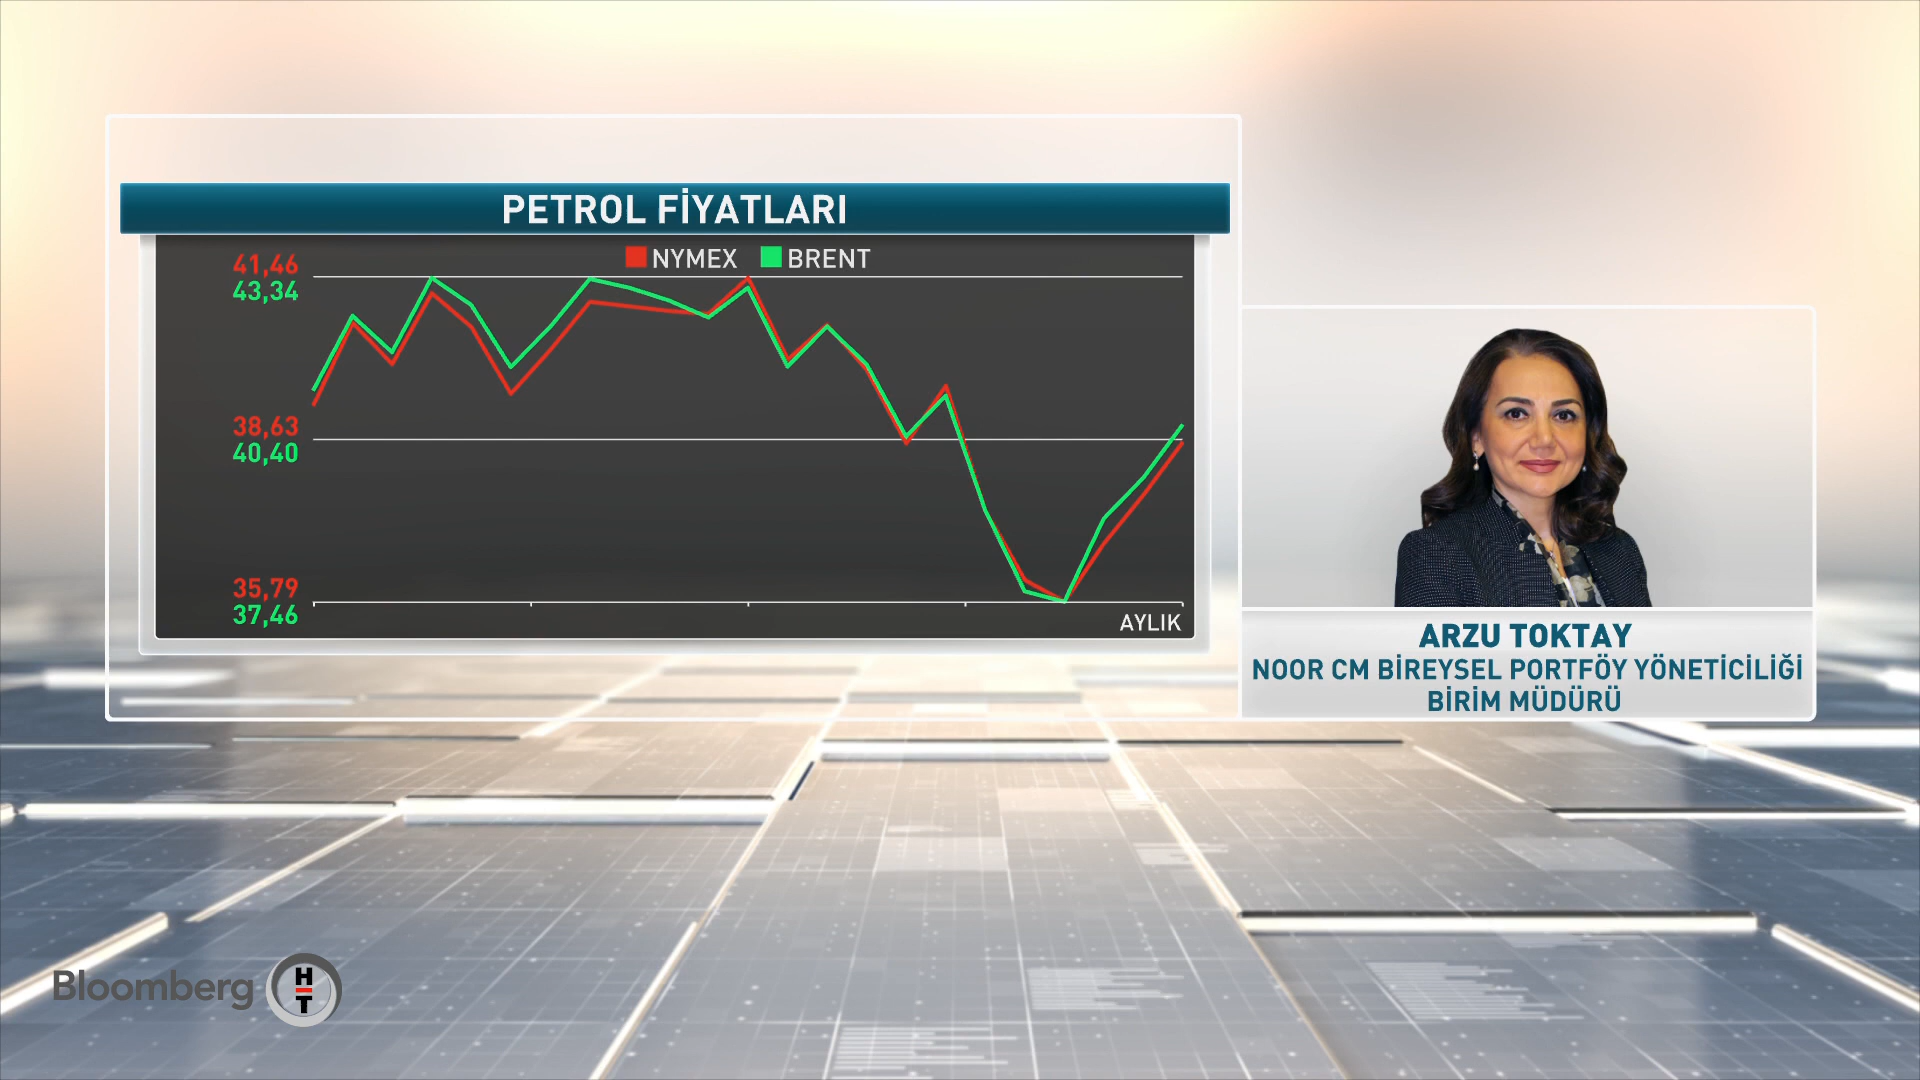 PETROL FİYATLARI
NYMEX BRENT
41,46
43,34
38,63
40,40
35,79
37,46
AYLIK
ARZU TOKTAY
NOOR CM BİREYSEL PORTFÖY YÖNETİCİLİĞİ
BİRİM MÜDÜRÜ
Bloomberg HT